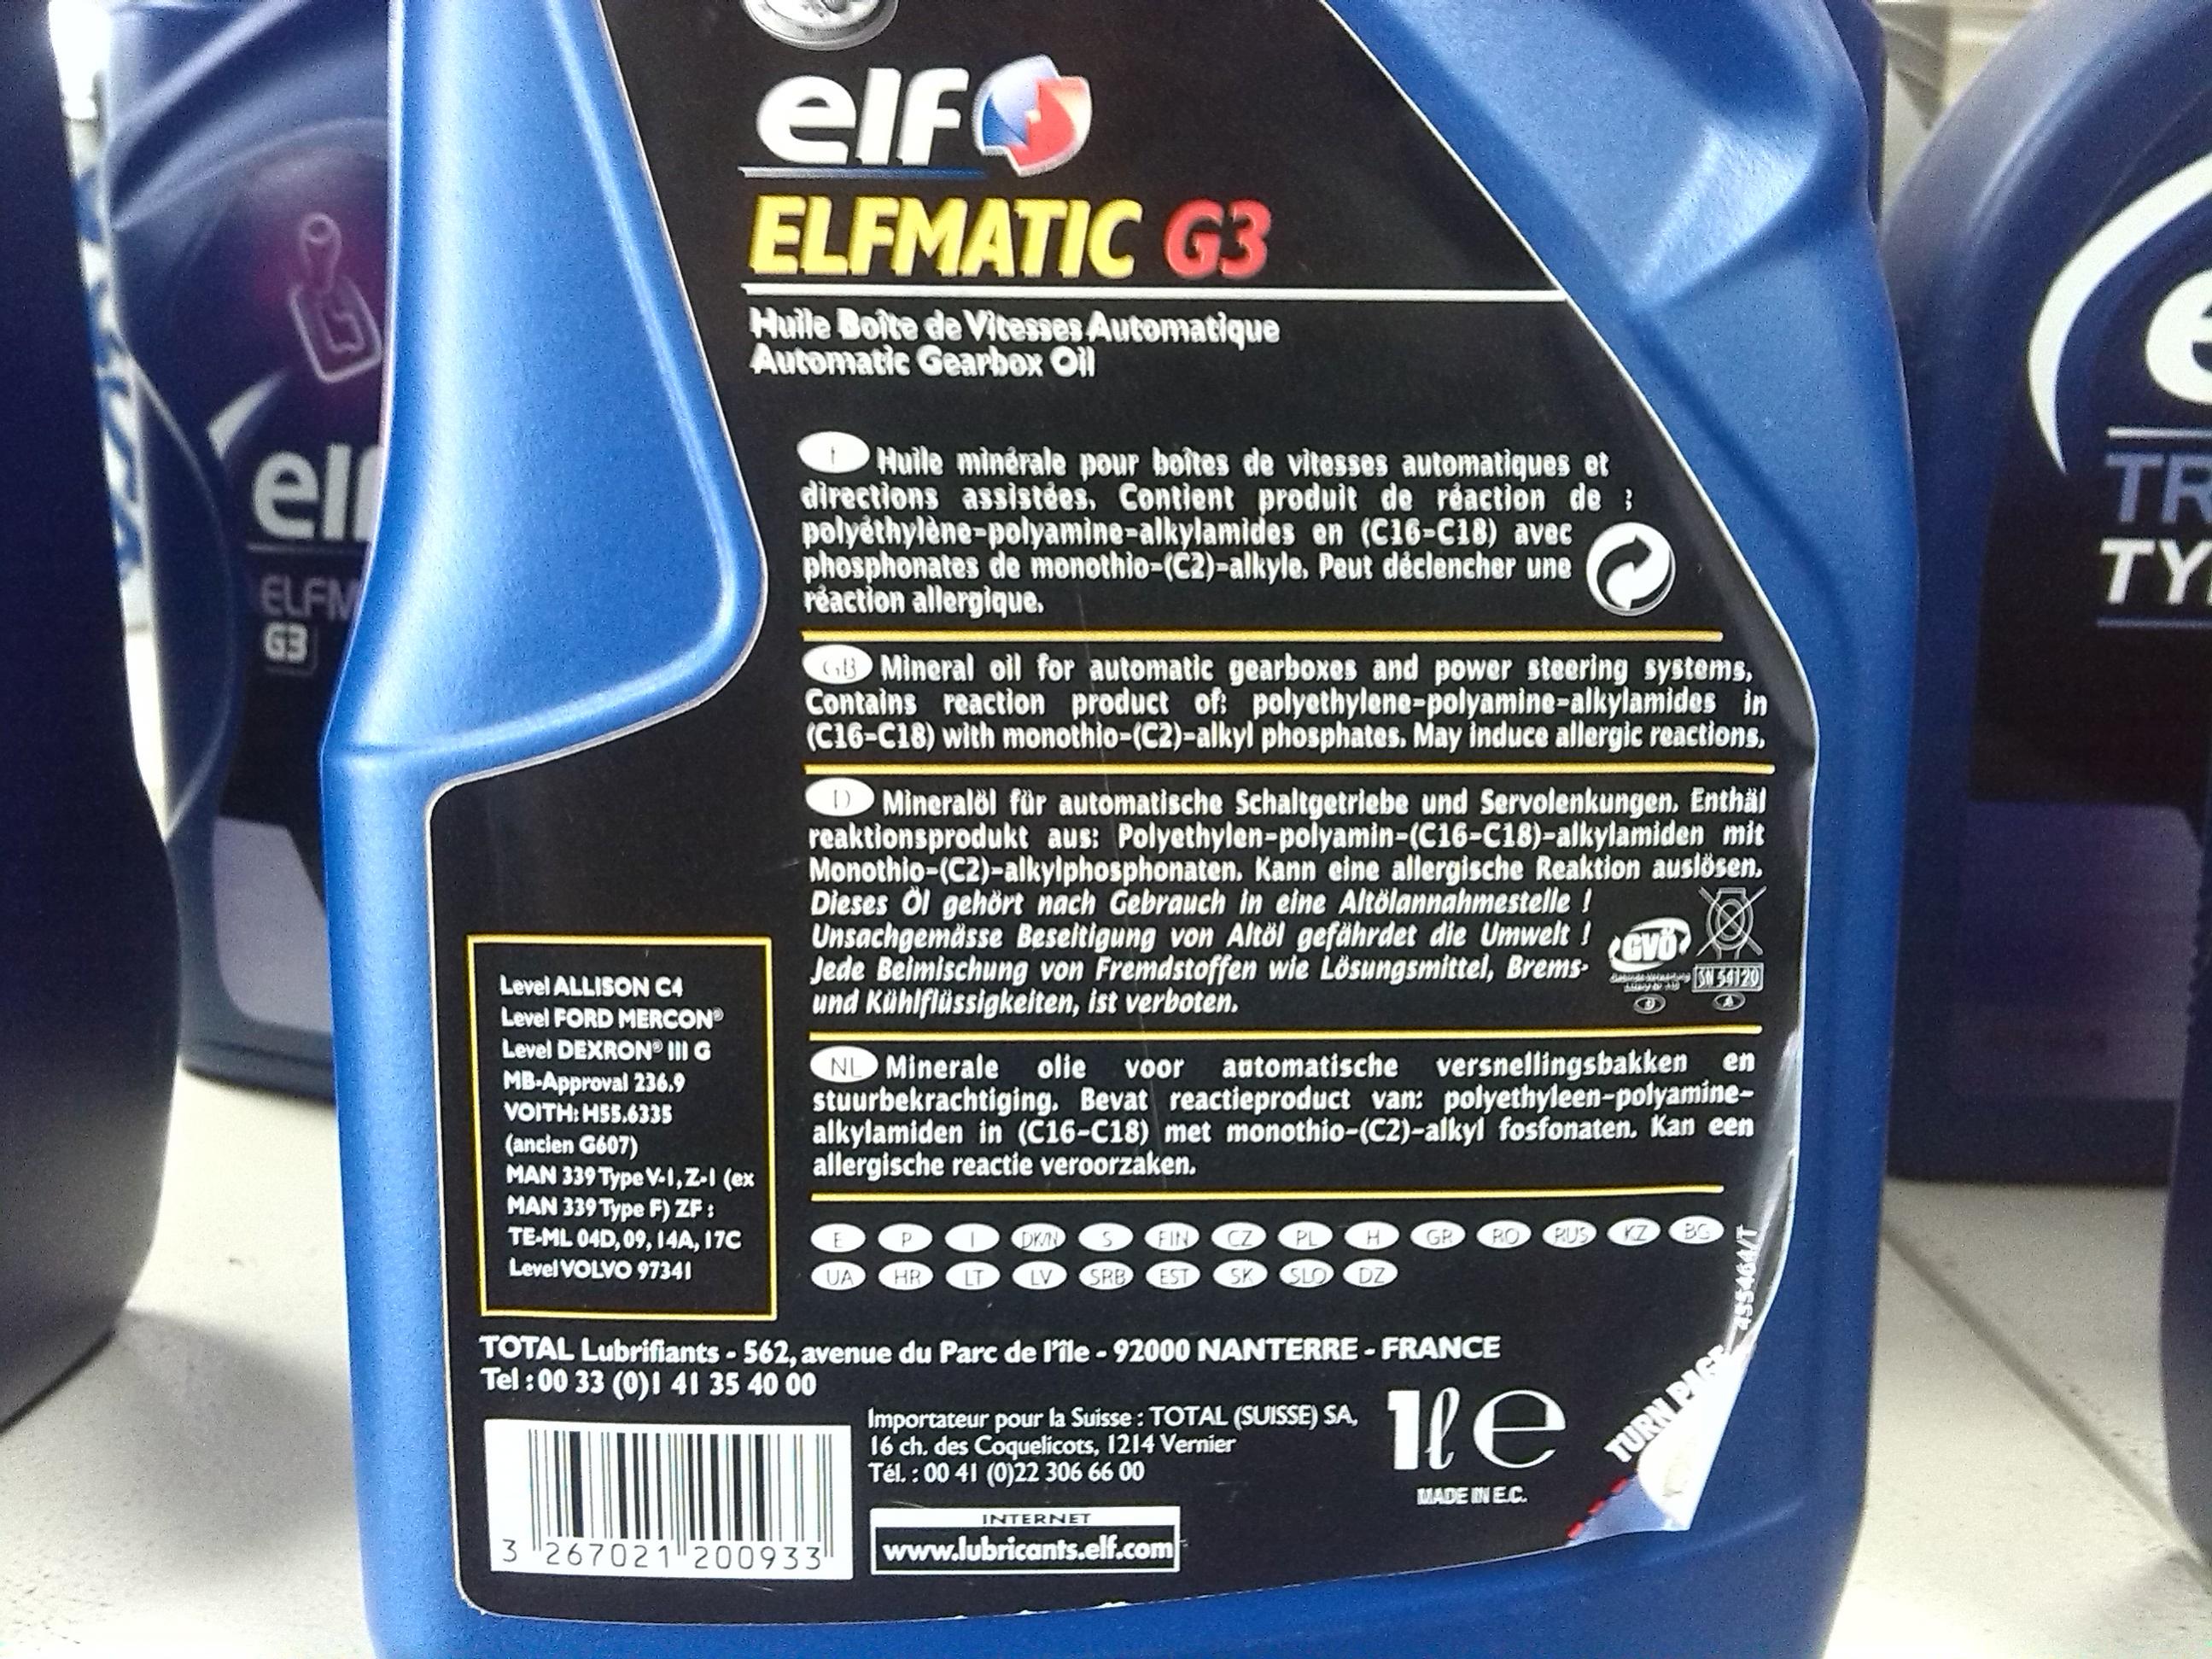 elf
ELFMATIC G3
Huile Boîte de Vitesses Automatique
Automatic Gearbox Oil
Huile minérale pour boîtes de vitesses automatiques et
directions assistées. Contient produit de réaction de :
polyéthylène-polyamine-alkylamides en (C16-C18) avec
phosphonates de monothio-(C2)-alkyle. Peut déclencher une
réaction allergique.
GB Mineral oil for automatic gearboxes and power steering systems.
Contains reaction product of: polyethylene-polyamine-alkylamides in
(C16-C18) with monothio-(C2)-alkyl phosphates. May induce allergic reactions.
D Mineralöl für automatische Schaltgetriebe und Servolenkungen. Enthäl
reaktionsprodukt aus: Polyethylen-polyamin-(C16-C18)-alkylamiden mit
Monothio-(C2)-alkylphosphonaten. Kann eine allergische Reaktion auslösen.
Dieses Öl gehört nach Gebrauch in eine Altölannahmestelle !
Unsachgemässe Beseitigung von Altöl gefährdet die Umwelt !
Jede Beimischung von Fremdstoffen wie Lösungsmittel, Brems-
und Kühlflüssigkeiten, ist verboten.
GVÖ
SN 54120
D A
NL Minerale olie voor automatische versnellingsbakken en
stuurbekrachtiging. Bevat reactieproduct van: polyethyleen-polyamine-
alkylamiden in (C16-C18) met monothio-(C2)-alkyl fosfonaten. Kan een
allergische reactie veroorzaken.
E P I DK/N S FIN CZ PL H GR RO RUS KZ BG
UA HR LT LV SRB EST SK SLO DZ
Level ALLISON C4
Level FORD MERCON®
Level DEXRON® III G
MB-Approval 236.9
VOITH: H55.6335
(ancien G607)
MAN 339 Type V-1, Z-1 (ex
MAN 339 Type F) ZF :
TE-ML 04D, 09, 14A, 17C
Level VOLVO 97341
TOTAL Lubrifiants - 562, avenue du Parc de l'île - 92000 NANTERRE - FRANCE
Tel : 00 33 (0)1 41 35 40 00
Importateur pour la Suisse : TOTAL (SUISSE) SA,
16 ch. des Coquelicots, 1214 Vernier
Tél. : 00 41 (0)22 306 66 00
1 ℓ e
MADE IN E.C.
TURN PAGE
INTERNET
www.lubricants.elf.com
3 267021 200933
elf
ELFM
G3
e
TR
TY